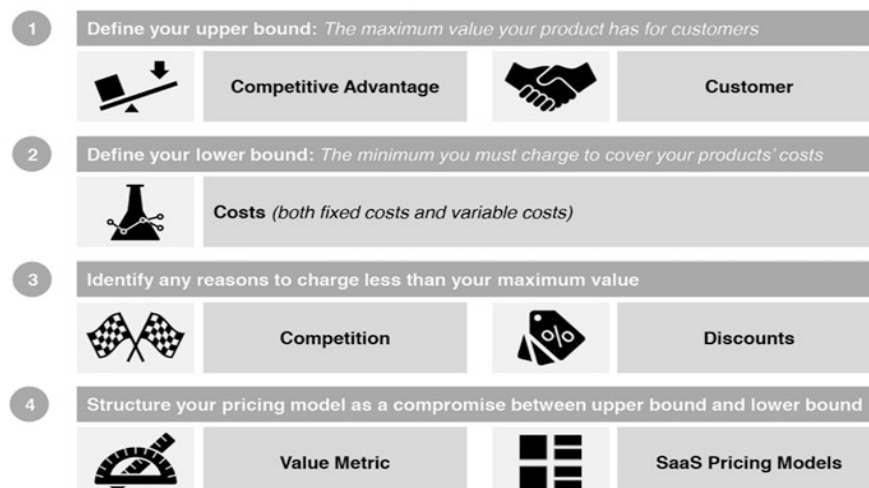 1
Define your upper bound: The maximum value your product has for customers
Competitive Advantage
Customer
2
Define your lower bound: The minimum you must charge to cover your products' costs
Costs (both fixed costs and variable costs)
3
Identify any reasons to charge less than your maximum value
Competition
%
Discounts
4
Structure your pricing model as a compromise between upper bound and lower bound
Value Metric
SaaS Pricing Models